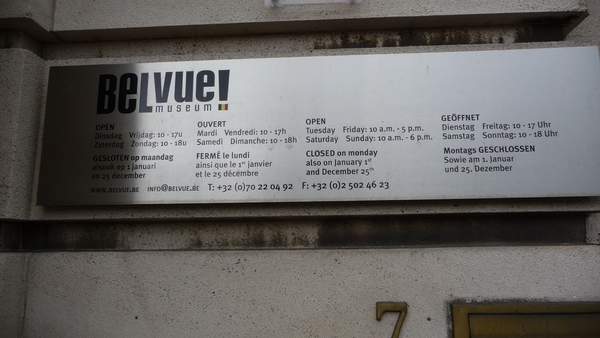 BELVUE!
museum
OPEN
Dinsdag Vrijdag: 10 - 17u
Zaterdag Zondag: 10 - 18u
GESLOTEN op maandag
alsook op 1 januari
en 25 december
OUVERT
Mardi Vendredi: 10 - 17h
Samedi Dimanche: 10 - 18h
FERMÉ le lundi
ainsi que le 1er janvier
et le 25 décémbre
OPEN
Tuesday Friday: 10 a.m. - 5 p.m.
Saturday Sunday: 10 a.m. - 6 p.m.
CLOSED on monday
also on January 1st
and December 25th
GEÖFFNET
Dienstag Freitag: 10 - 17 Uhr
Samstag Sonntag: 10 - 18 Uhr
Montags GESCHLOSSEN
Sowie am 1. Januar
und 25. Dezember
WWW.BELVUE.BE INFO@BELVUE.BE T: +32 (0)70 22 04 92 F: +32 (0)2 502 46 23
7